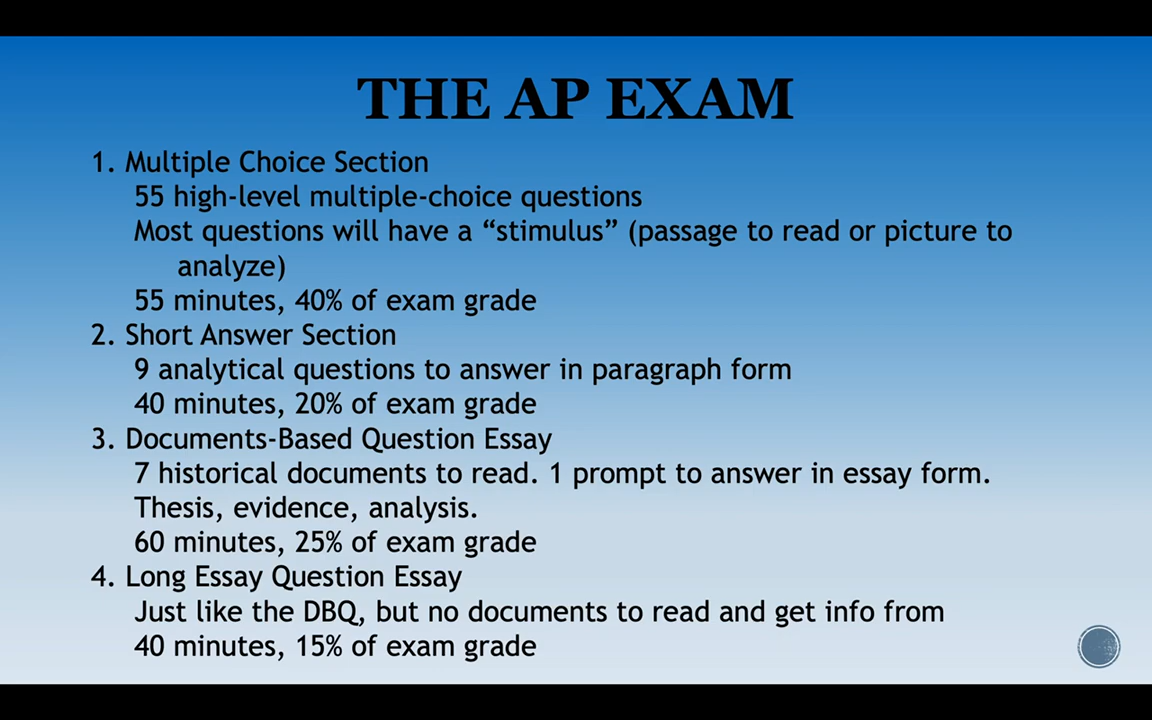 THE AP EXAM
1. Multiple Choice Section
55 high-level multiple-choice questions
Most questions will have a “stimulus” (passage to read or picture to
analyze)
55 minutes, 40% of exam grade
2. Short Answer Section
9 analytical questions to answer in paragraph form
40 minutes, 20% of exam grade
3. Documents-Based Question Essay
7 historical documents to read. 1 prompt to answer in essay form.
Thesis, evidence, analysis.
60 minutes, 25% of exam grade
4. Long Essay Question Essay
Just like the DBQ, but no documents to read and get info from
40 minutes, 15% of exam grade